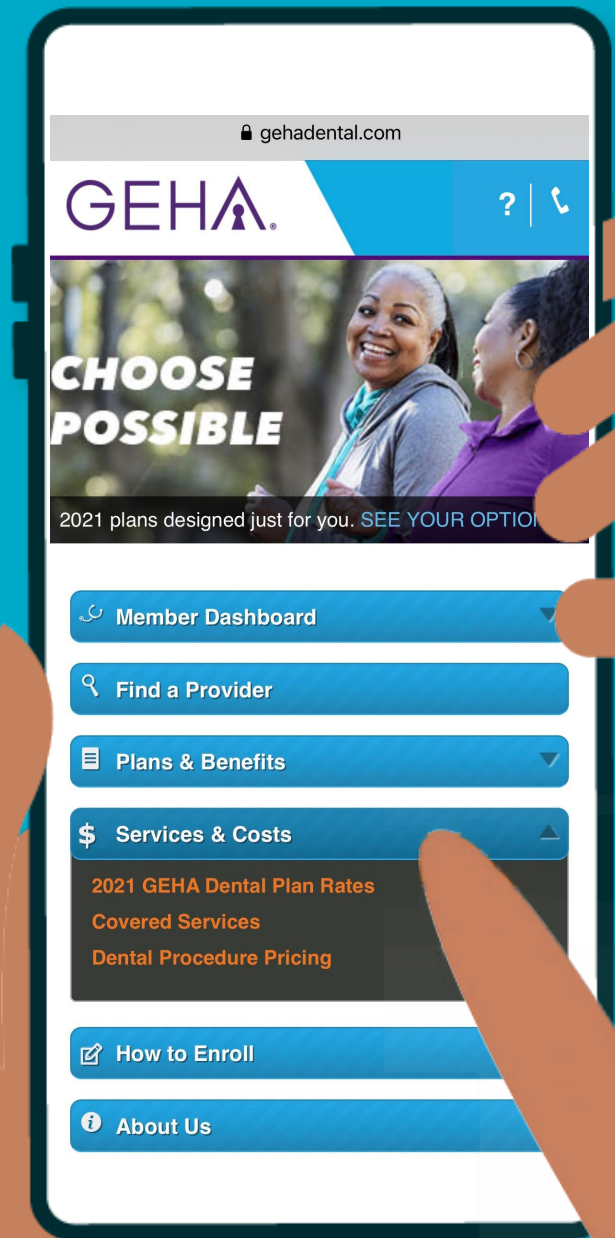 gehadental.com
GEHA
?
CHOOSE
POSSIBLE
2021 plans designed just for you. SEE YOUR
Member Dashboard
Find a Provider
Plans & Benefits
$ Services & Costs
2021 GEHA Dental Plan Rates
Covered Services
Dental Procedure Pricing
How to Enroll
About Us